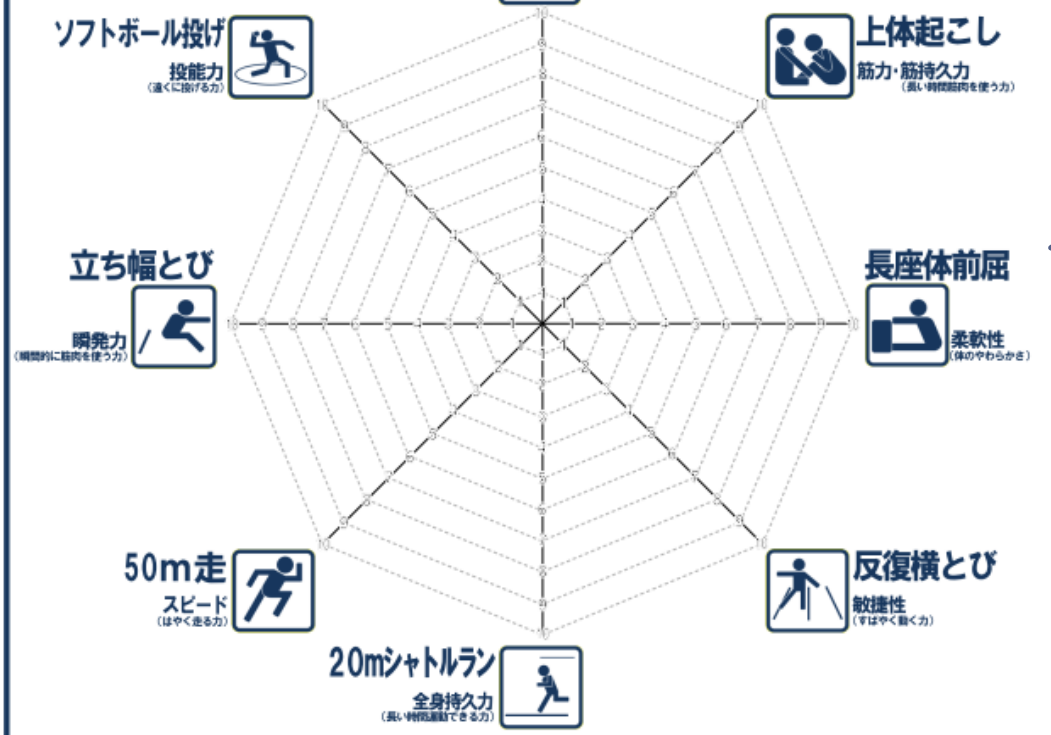 ソフトボール投げ
投能力
（遠くに投げる力）
上体起こし
筋力・筋持久力
（長い時間筋肉を使う力）
立ち幅とび
瞬発力
（瞬間的に筋肉を使う力）
長座体前屈
柔軟性
（体のやわらかさ）
50m走
スピード
（はやく走る力）
反復横とび
敏捷性
（すばやく動く力）
20mシャトルラン
全身持久力
（長い時間運動できる力）